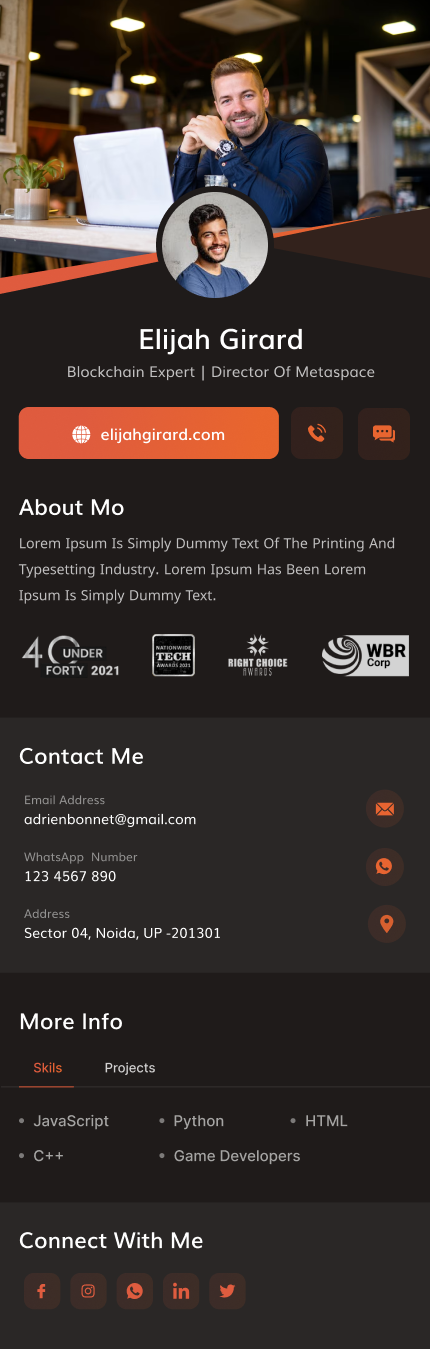 Elijah Girard
Blockchain Expert | Director Of Metaspace
elijahgirard.com
About Mo
Lorem Ipsum Is Simply Dummy Text Of The Printing And
Typesetting Industry. Lorem Ipsum Has Been Lorem
Ipsum Is Simply Dummy Text.
40 UNDER
FORTY 2021
NATIONWIDE
TECH
AWARDS 2021
RIGHT CHOICE
AWARDS
WBR
Corp
Contact Me
Email Address
adrienbonnet@gmail.com
WhatsApp Number
123 4567 890
Address
Sector 04, Noida, UP -201301
More Info
Skils Projects
JavaScript Python HTML
C++ Game Developers
Connect With Me